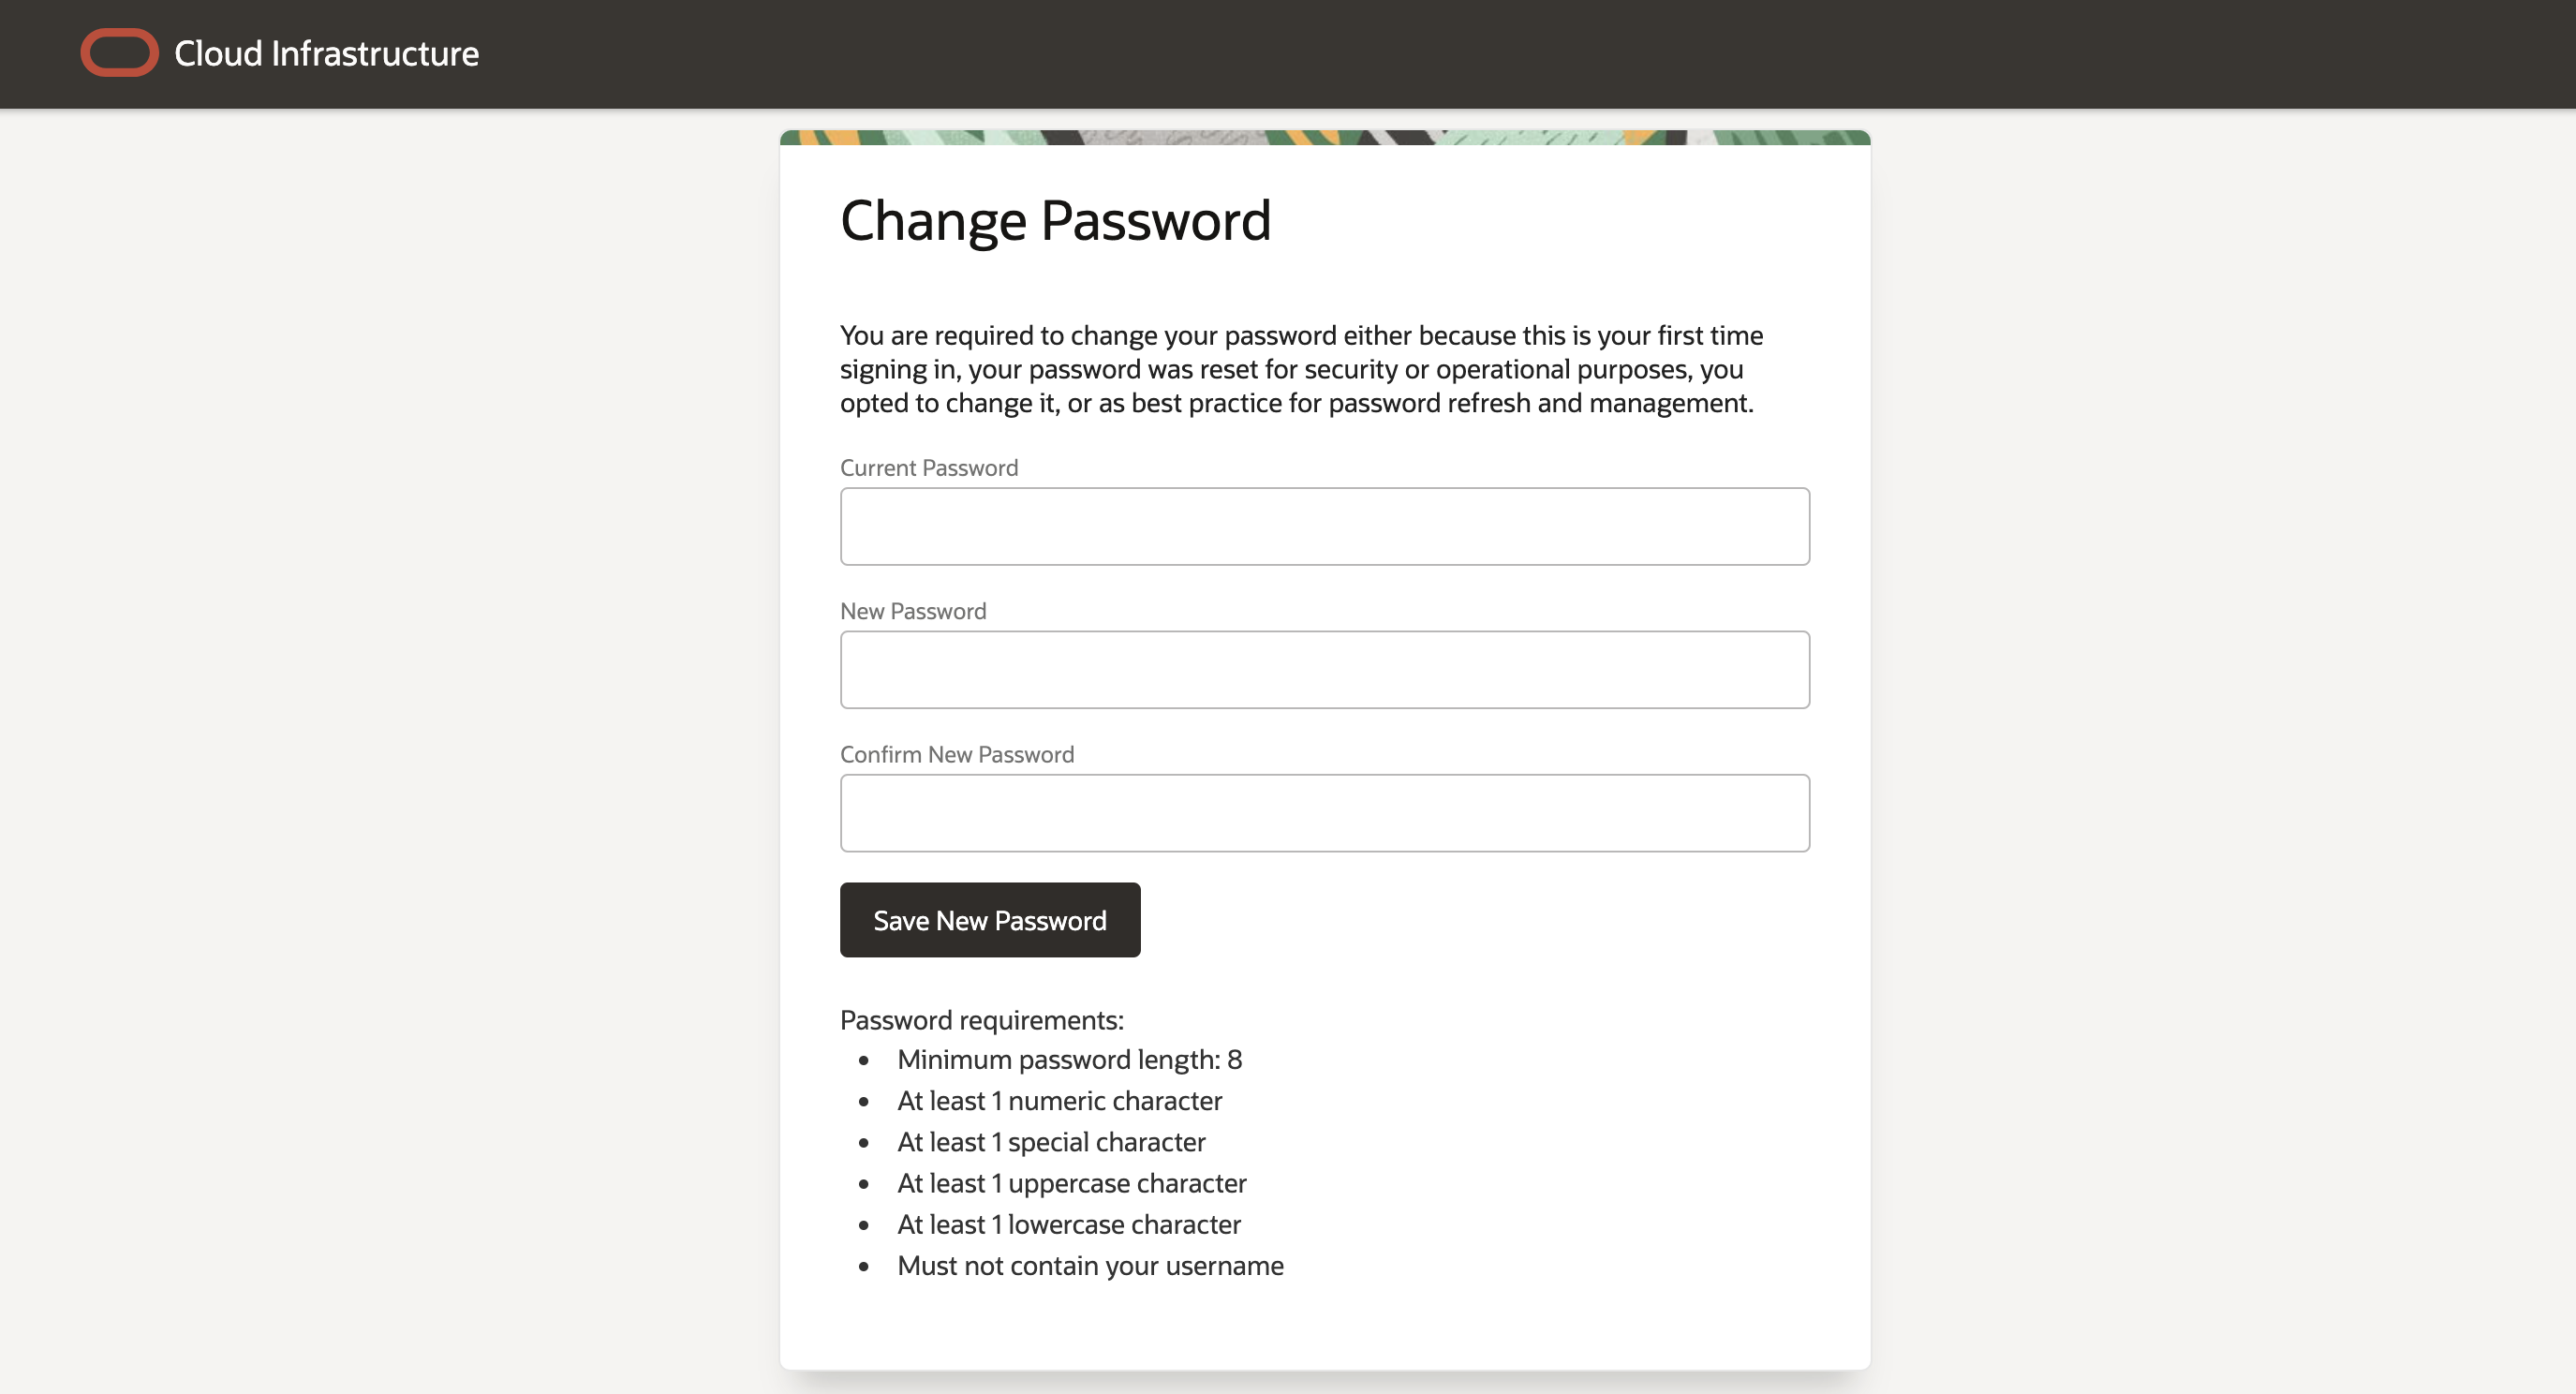 Cloud Infrastructure
Change Password
You are required to change your password either because this is your first time
signing in, your password was reset for security or operational purposes, you
opted to change it, or as best practice for password refresh and management.
Current Password
New Password
Confirm New Password
Save New Password
Password requirements:
• Minimum password length: 8
• At least 1 numeric character
• At least 1 special character
• At least 1 uppercase character
• At least 1 lowercase character
• Must not contain your username